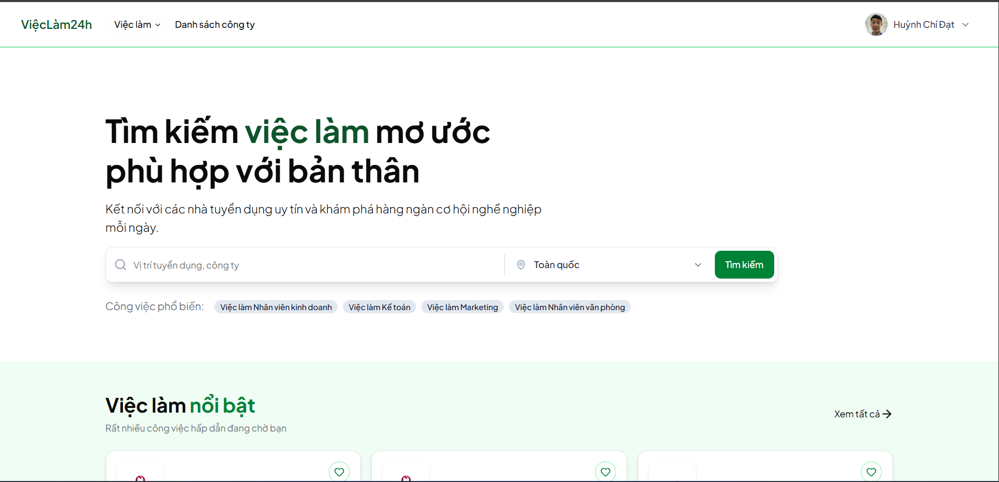 ViệcLàm24h
Việc làm
Danh sách công ty
Huỳnh Chí Đạt
Tìm kiếm việc làm mơ ước
phù hợp với bản thân
Kết nối với các nhà tuyển dụng uy tín và khám phá hàng ngàn cơ hội nghề nghiệp
mỗi ngày.
Vị trí tuyển dụng, công ty
Toàn quốc
Tìm kiếm
Công việc phổ biến:
Việc làm Nhân viên kinh doanh
Việc làm Kế toán
Việc làm Marketing
Việc làm Nhân viên văn phòng
Việc làm nổi bật
Rất nhiều công việc hấp dẫn đang chờ bạn
Xem tất cả